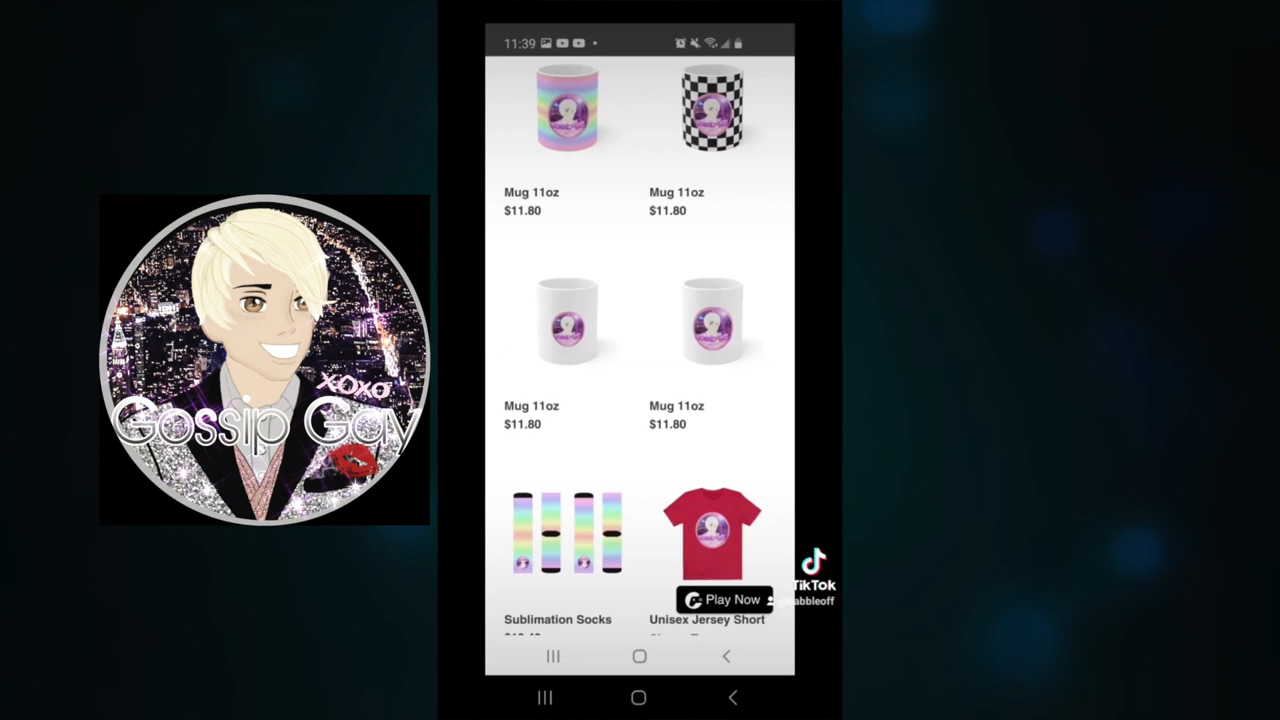 11:39
Mug 11oz
$11.80
Mug 11oz
$11.80
Mug 11oz
$11.80
Mug 11oz
$11.80
Sublimation Socks
Unisex Jersey Short
Play Now
TikTok
xoxo
Gossip Gay